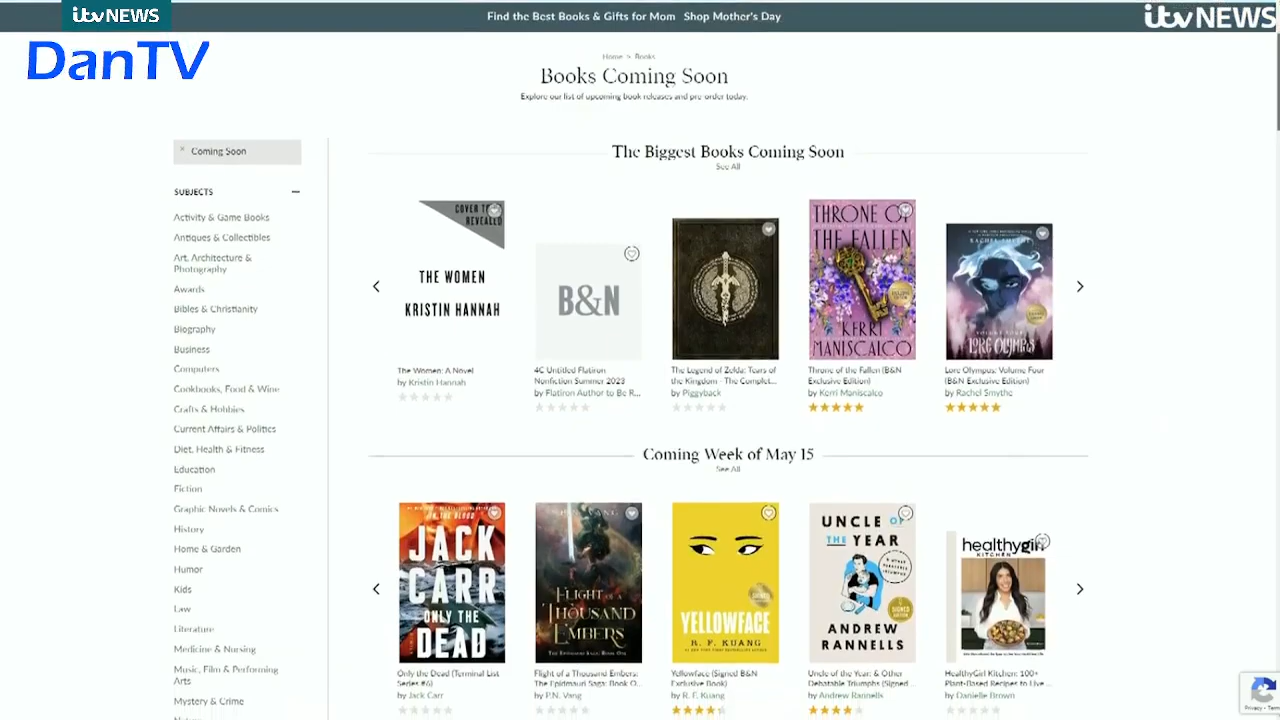 itv NEWS
Find the Best Books & Gifts for Mom Shop Mother's Day
itv NEWS
DanTV
Home > Books
Books Coming Soon
Explore our list of upcoming book releases and pre-order today.
× Coming Soon
SUBJECTS
Activity & Game Books
Antiques & Collectibles
Art, Architecture &
Photography
Awards
Bibles & Christianity
Biography
Business
Computers
Cookbooks, Food & Wine
Crafts & Hobbies
Current Affairs & Politics
Diet, Health & Fitness
Education
Fiction
Graphic Novels & Comics
History
Home & Garden
Humor
Kids
Law
Literature
Medicine & Nursing
Music, Film & Performing
Arts
Mystery & Crime
The Biggest Books Coming Soon
See All
REVEALED
THE WOMEN
KRISTIN HANNAH
The Women: A Novel
by Kristin Hannah
B&N
4C Untitled Flatiron
Nonfiction Summer 2023
by Flatiron Author to Be R...
The Legend of Zelda: Tears of
the Kingdom - The Complet...
by Piggyback
THRONE OF
THE FALLEN
KERRI
MANISCALCO
Throne of the Fallen (B&N
Exclusive Edition)
by Kerri Maniscalco
RACHEL SMYTHE
LORE OLYMPUS
Lore Olympus: Volume Four
(B&N Exclusive Edition)
by Rachel Smythe
Coming Week of May 15
See All
IN THE BLOOD
JACK
CARR
ONLY THE
DEAD
Only the Dead (Terminal List
Series #6)
by Jack Carr
FLIGHT OF A
THOUSAND
EMBERS
Flight of a Thousand Embers:
by P.N. Vang
YELLOWFACE
R. F. KUANG
Yellowface (Signed B&N
Exclusive Book)
by R. F. Kuang
UNCLE OF
THE YEAR
ANDREW
RANNELLS
Uncle of the Year: & Other
Debatable Triumphs (Signed ...
by Andrew Rannells
healthygirl
KITCHEN
HealthyGirl Kitchen: 100+
Plant-Based Recipes to Live ...
by Danielle Brown
Privacy - Term